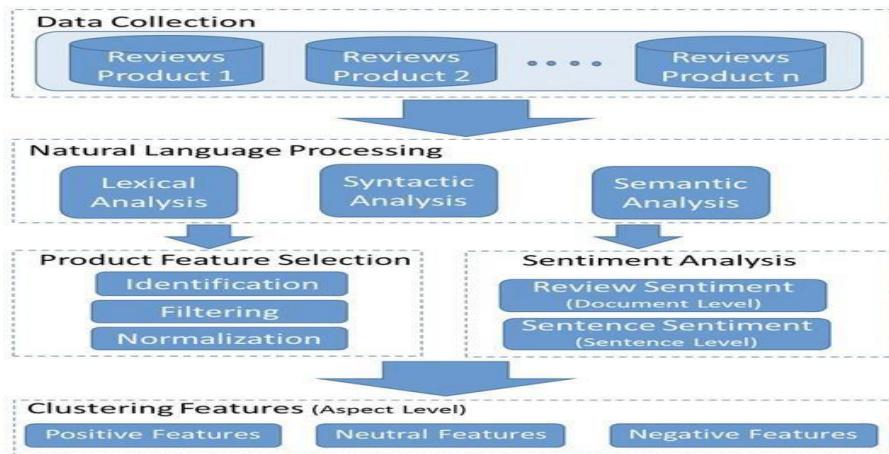 Data Collection
Reviews
Product 1
Reviews
Product 2
Reviews
Product n
Natural Language Processing
Lexical
Analysis
Syntactic
Analysis
Semantic
Analysis
Product Feature Selection
Identification
Filtering
Normalization
Sentiment Analysis
Review Sentiment
(Document Level)
Sentence Sentiment
(Sentence Level)
Clustering Features (Aspect Level)
Positive Features
Neutral Features
Negative Features